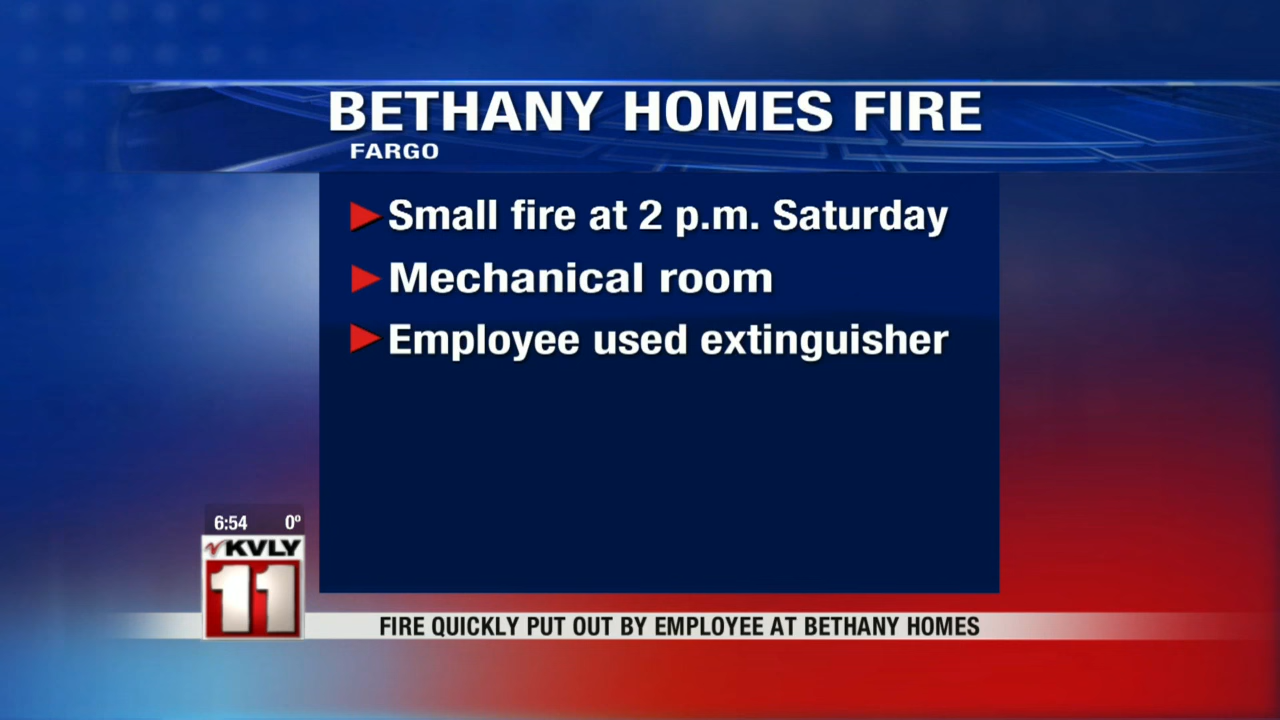 BETHANY HOMES FIRE
FARGO
Small fire at 2 p.m. Saturday
Mechanical room
Employee used extinguisher
6:54 0º
KVLY
11
FIRE QUICKLY PUT OUT BY EMPLOYEE AT BETHANY HOMES